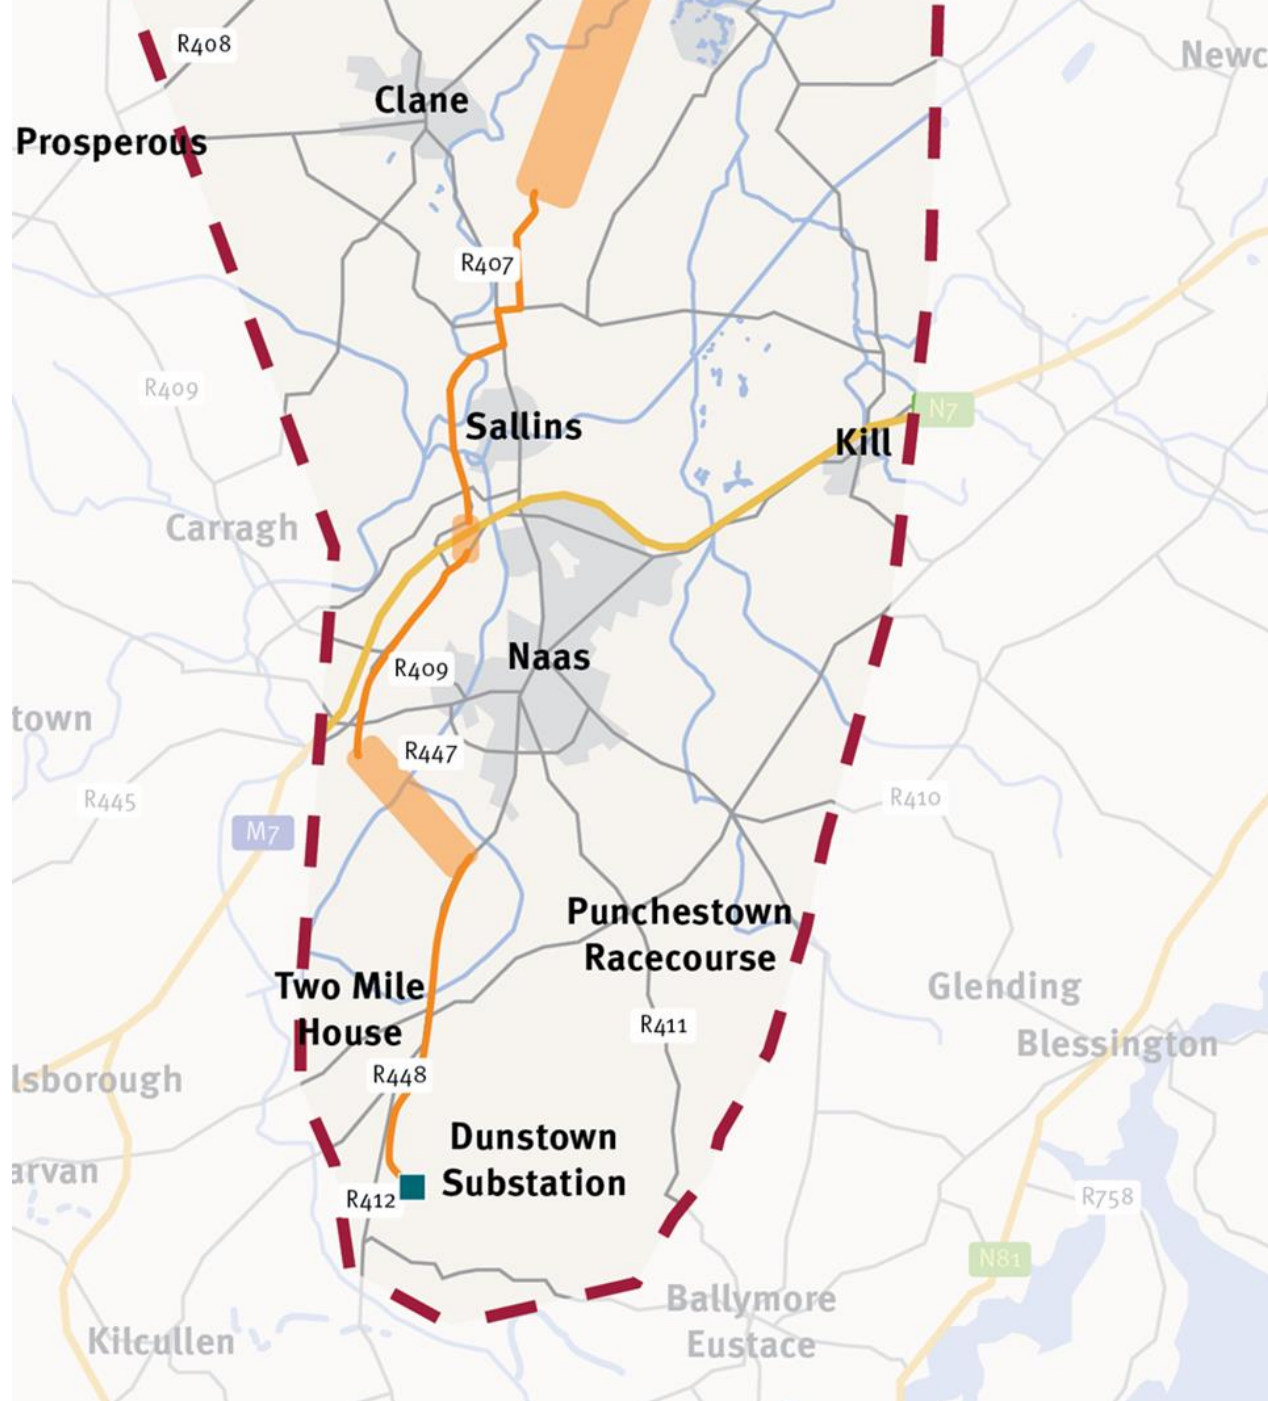 R408
Newc
Clane
Prosperous
R407
R409
N7
Sallins
Kill
Carragh
Naas
R409
town
R447
R445
R410
M7
Punchestown
Racecourse
Two Mile
House
Glending
R411
Blessington
lsborough
R448
Dunstown
Substation
arvan
R412
R758
N81
Ballymore
Eustace
Kilcullen